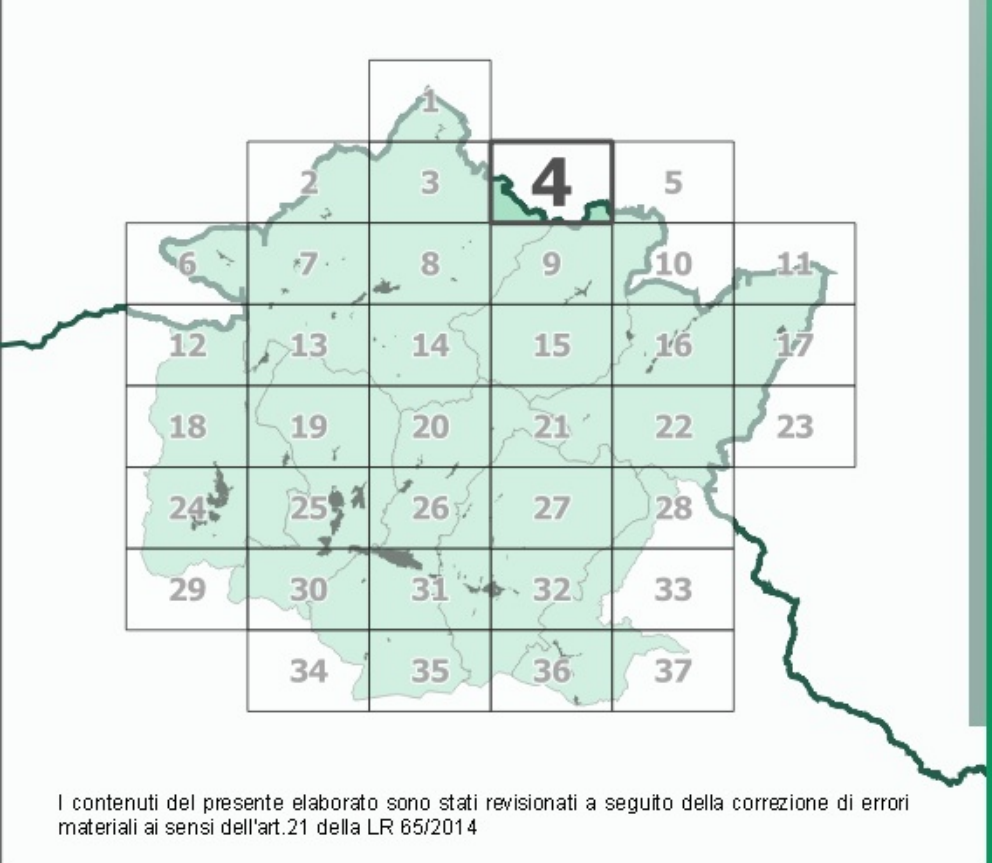 1
2 3 4 5
6 7 8 9 10 11
12 13 14 15 16 17
18 19 20 21 22 23
24 25 26 27 28
29 30 31 32 33
34 35 36 37
I contenuti del presente elaborato sono stati revisionati a seguito della correzione di errori
materiali ai sensi dell'art.21 della LR 65/2014